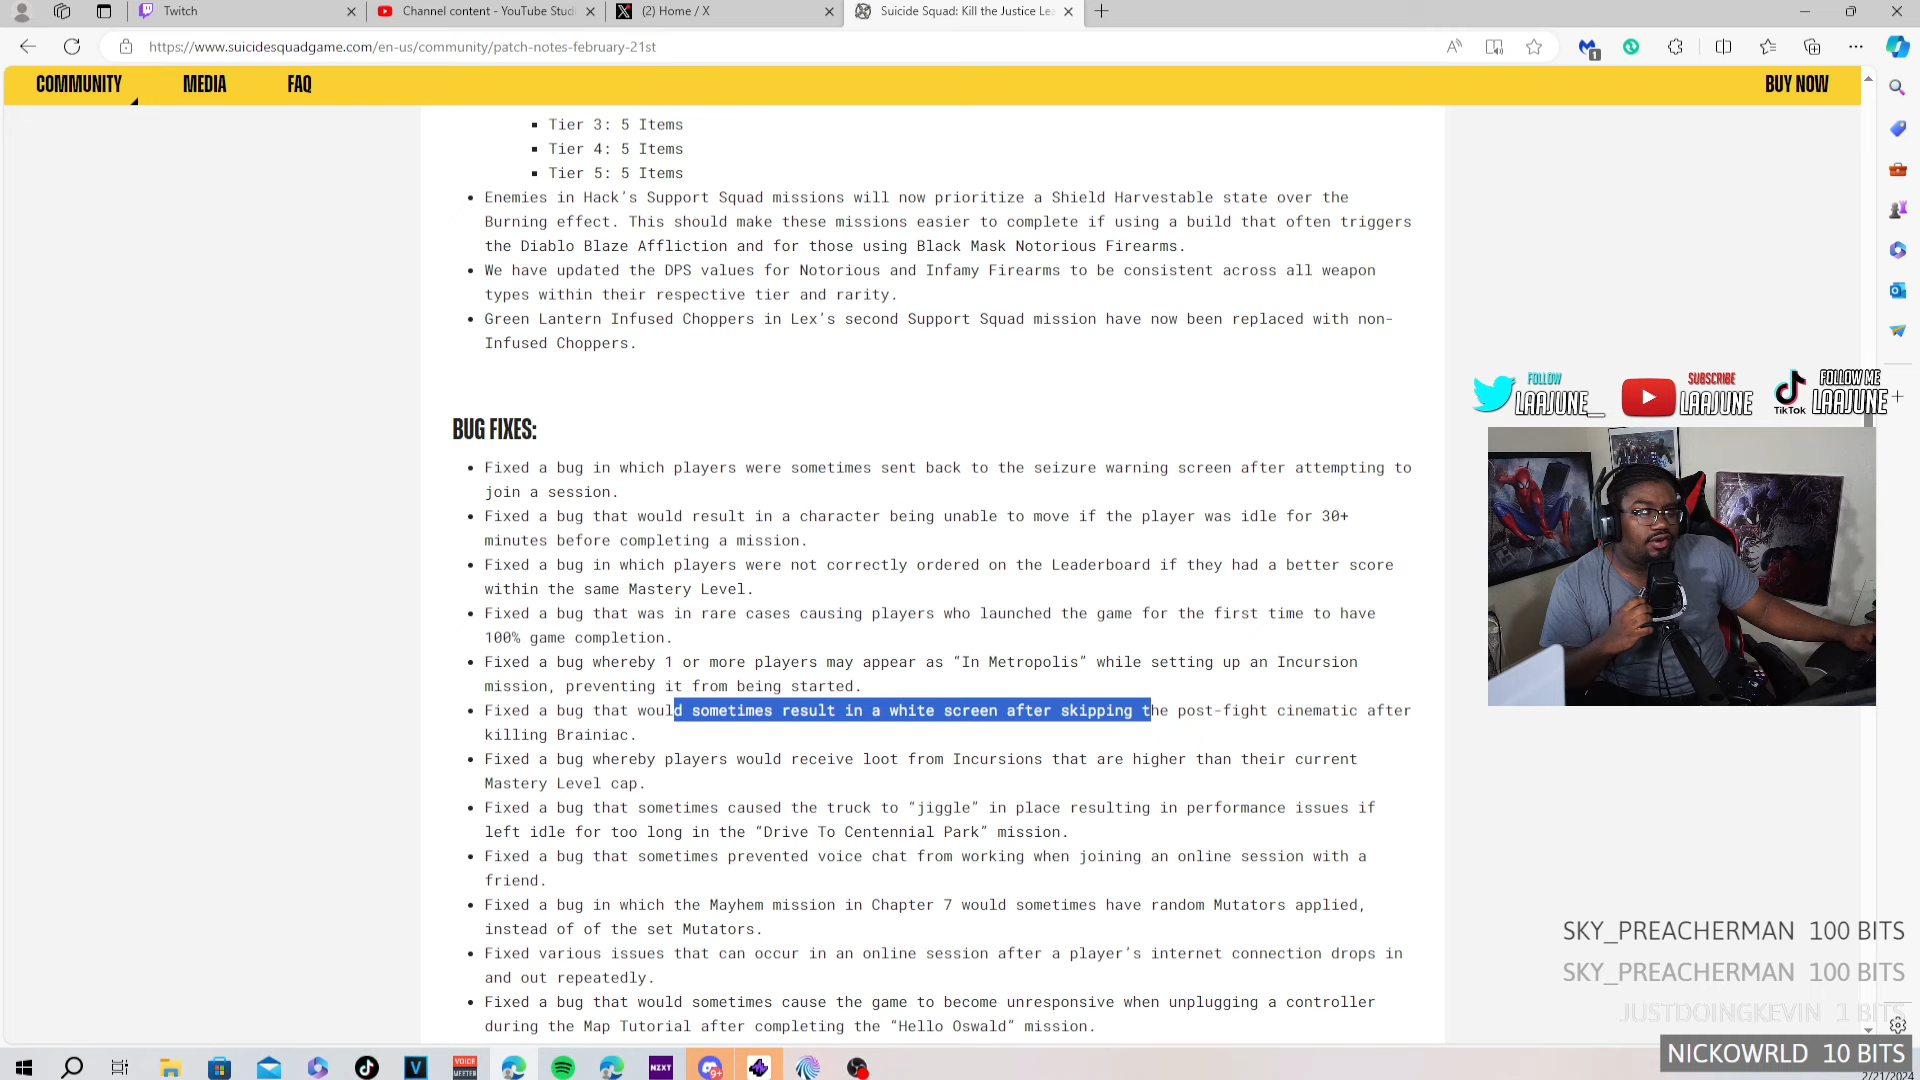 Twitch
Channel content - YouTube Stud
(2) Home / X
Suicide Squad: Kill the Justice Le
https://www.suicidesquadgame.com/en-us/community/patch-notes-february-21st
1
COMMUNITY
MEDIA
FAQ
BUY NOW
Tier 3: 5 Items
Tier 4: 5 Items
Tier 5: 5 Items
Enemies in Hack’s Support Squad missions will now prioritize a Shield Harvestable state over the
Burning effect. This should make these missions easier to complete if using a build that often triggers
the Diablo Blaze Affliction and for those using Black Mask Notorious Firearms.
We have updated the DPS values for Notorious and Infamy Firearms to be consistent across all weapon
types within their respective tier and rarity.
Green Lantern Infused Choppers in Lex’s second Support Squad mission have now been replaced with non-
Infused Choppers.
BUG FIXES:
Fixed a bug in which players were sometimes sent back to the seizure warning screen after attempting to
join a session.
Fixed a bug that would result in a character being unable to move if the player was idle for 30+
minutes before completing a mission.
Fixed a bug in which players were not correctly ordered on the Leaderboard if they had a better score
within the same Mastery Level.
Fixed a bug that was in rare cases causing players who launched the game for the first time to have
100% game completion.
Fixed a bug whereby 1 or more players may appear as “In Metropolis” while setting up an Incursion
mission, preventing it from being started.
Fixed a bug that would sometimes result in a white screen after skipping the post-fight cinematic after
killing Brainiac.
Fixed a bug whereby players would receive loot from Incursions that are higher than their current
Mastery Level cap.
Fixed a bug that sometimes caused the truck to “jiggle” in place resulting in performance issues if
left idle for too long in the “Drive To Centennial Park” mission.
Fixed a bug that sometimes prevented voice chat from working when joining an online session with a
friend.
Fixed a bug in which the Mayhem mission in Chapter 7 would sometimes have random Mutators applied,
instead of of the set Mutators.
Fixed various issues that can occur in an online session after a player’s internet connection drops in
and out repeatedly.
Fixed a bug that would sometimes cause the game to become unresponsive when unplugging a controller
during the Map Tutorial after completing the “Hello Oswald” mission.
FOLLOW
LAAJUNE_
SUBSCRIBE
LAAJUNE
TikTok
FOLLOW ME
LAAJUNE
SKY_PREACHERMAN 100 BITS
SKY_PREACHERMAN 100 BITS
JUSTDOINGKEVIN 1 BITS
NICKOWRLD 10 BITS
VOICE
MEETER
NZXT
9+
2/21/2024